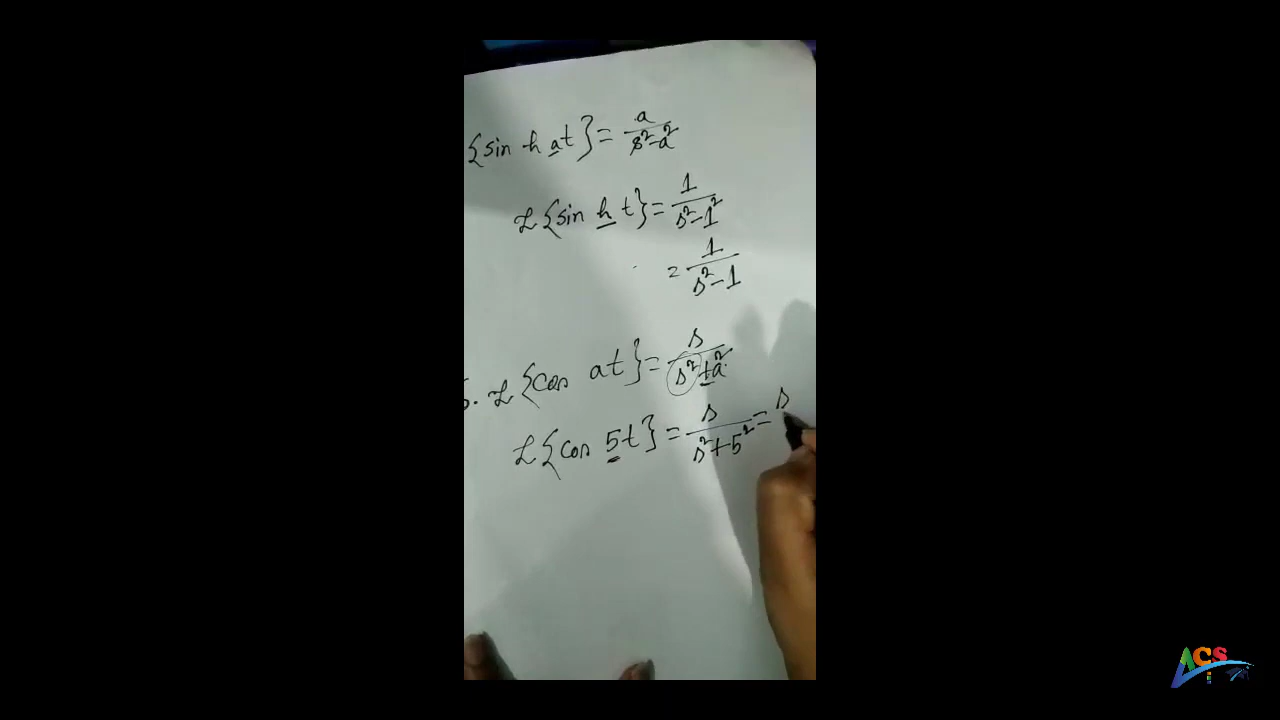 {sin h at} = a / s² - a²
ℒ{sin h t} = 1 / s² - 1²
= 1 / s² - 1
5. ℒ{cos at} = s / s² + a²
ℒ{cos 5t} = s / s² + 5² = s
ACS